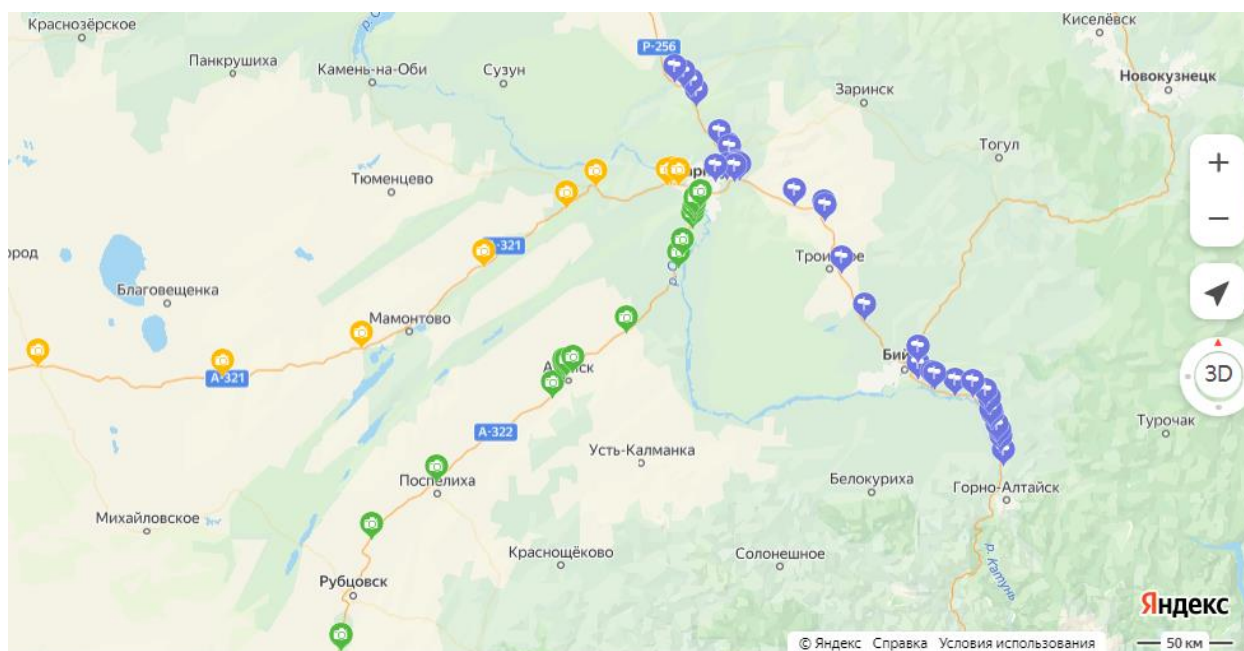 Краснозёрское
Киселёвск
Р-256
Панкрушиха
Камень-на-Оби
Сузун
Новокузнецк
Заринск
Тогул
Тюменцево
+
−
Благовещенка
Троицкое
Мамонтово
А-321
3D
Турочак
А-322
Усть-Калманка
Поспелиха
Белокуриха
Горно-Алтайск
Михайловское
Краснощёково
Солонешное
р. Катунь
Рубцовск
Яндекс
© Яндекс Справка Условия использования
50 км